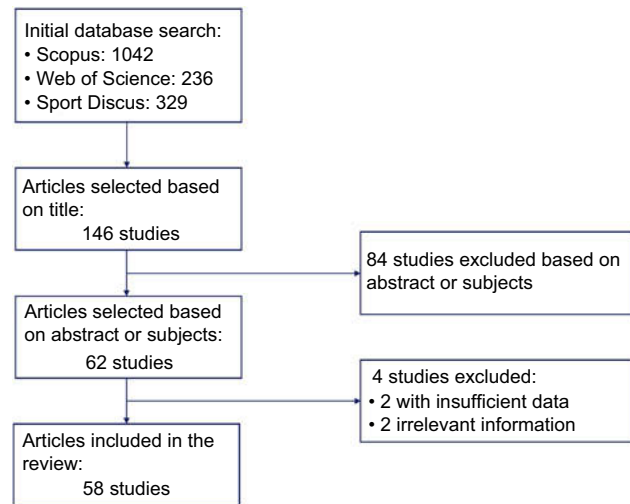 Initial database search:
• Scopus: 1042
• Web of Science: 236
• Sport Discus: 329
Articles selected based
on title:
146 studies
84 studies excluded based on
abstract or subjects
Articles selected based
on abstract or subjects:
62 studies
4 studies excluded:
• 2 with insufficient data
• 2 irrelevant information
Articles included in the
review:
58 studies